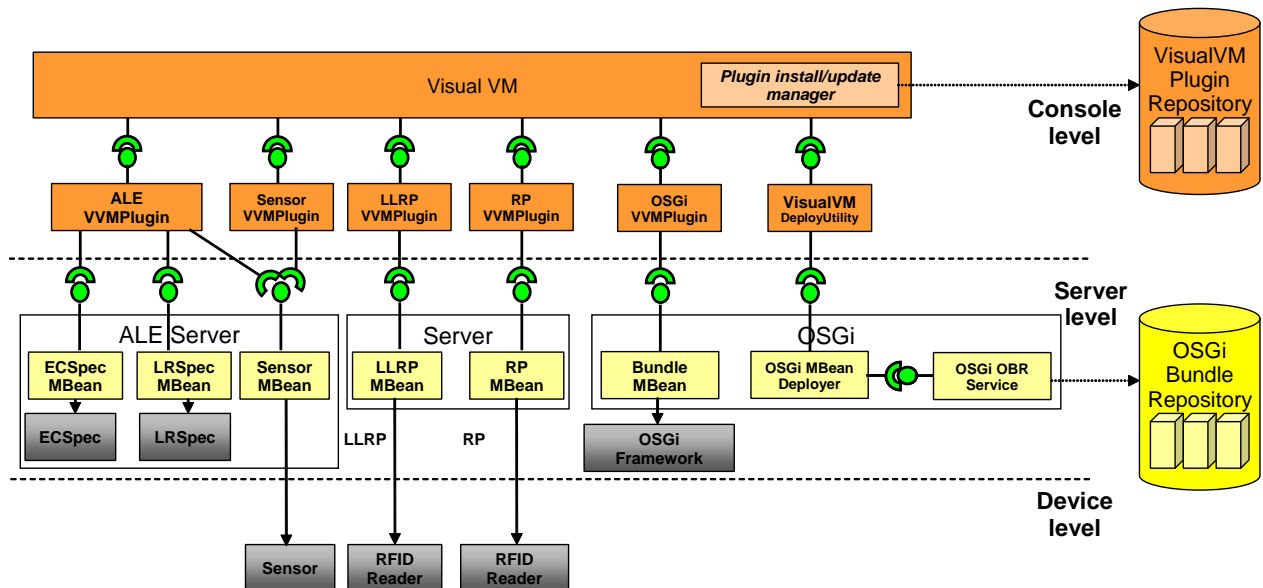 Visual VM
Plugin install/update
manager
VisualVM
Plugin
Repository
Console
level
ALE
VVMPlugin
Sensor
VVMPlugin
LLRP
VVMPlugin
RP
VVMPlugin
OSGi
VVMPlugin
VisualVM
DeployUtility
Server
level
ALE Server
Server
OSGi
ECSpec
MBean
LRSpec
MBean
Sensor
MBean
LLRP
MBean
RP
MBean
Bundle
MBean
OSGi MBean
Deployer
OSGi OBR
Service
OSGi
Bundle
Repository
ECSpec
LRSpec
LLRP
RP
OSGi
Framework
Device
level
Sensor
RFID
Reader
RFID
Reader